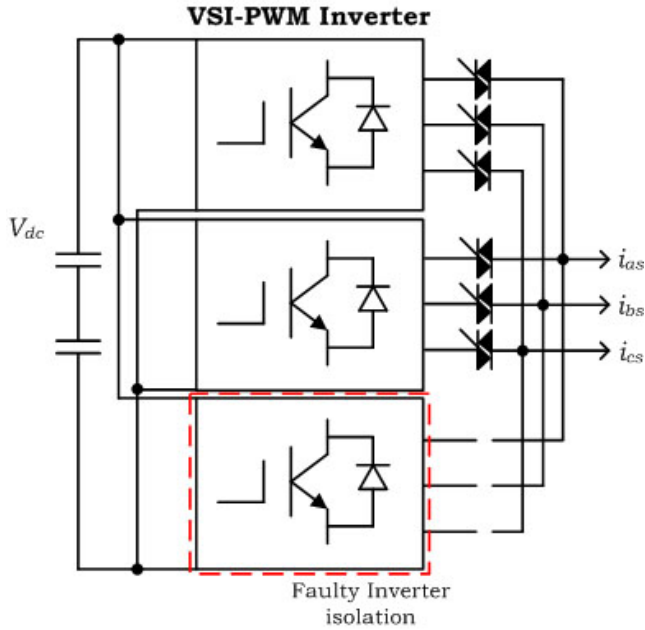 VSI-PWM Inverter
V_dc
i_as
i_bs
i_cs
Faulty Inverter
isolation